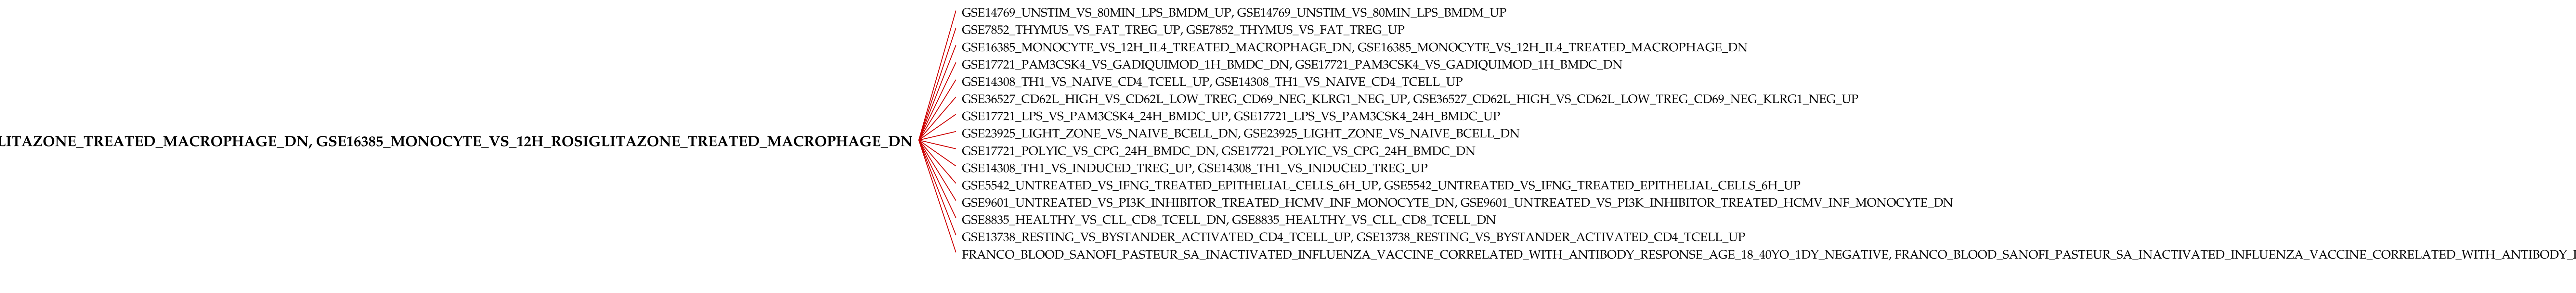 GSE14769_UNSTIM_VS_80MIN_LPS_BMDM_UP, GSE14769_UNSTIM_VS_80MIN_LPS_BMDM_UP
GSE7852_THYMUS_VS_FAT_TREG_UP, GSE7852_THYMUS_VS_FAT_TREG_UP
GSE16385_MONOCYTE_VS_12H_IL4_TREATED_MACROPHAGE_DN, GSE16385_MONOCYTE_VS_12H_IL4_TREATED_MACROPHAGE_DN
GSE17721_PAM3CSK4_VS_GADIQUIMOD_1H_BMDC_DN, GSE17721_PAM3CSK4_VS_GADIQUIMOD_1H_BMDC_DN
GSE14308_TH1_VS_NAIVE_CD4_TCELL_UP, GSE14308_TH1_VS_NAIVE_CD4_TCELL_UP
GSE36527_CD62L_HIGH_VS_CD62L_LOW_TREG_CD69_NEG_KLRG1_NEG_UP, GSE36527_CD62L_HIGH_VS_CD62L_LOW_TREG_CD69_NEG_KLRG1_NEG_UP
GSE17721_LPS_VS_PAM3CSK4_24H_BMDC_UP, GSE17721_LPS_VS_PAM3CSK4_24H_BMDC_UP
GSE23925_LIGHT_ZONE_VS_NAIVE_BCELL_DN, GSE23925_LIGHT_ZONE_VS_NAIVE_BCELL_DN
LITAZONE_TREATED_MACROPHAGE_DN, GSE16385_MONOCYTE_VS_12H_ROSIGLITAZONE_TREATED_MACROPHAGE_DN
GSE17721_POLYIC_VS_CPG_24H_BMDC_DN, GSE17721_POLYIC_VS_CPG_24H_BMDC_DN
GSE14308_TH1_VS_INDUCED_TREG_UP, GSE14308_TH1_VS_INDUCED_TREG_UP
GSE5542_UNTREATED_VS_IFNG_TREATED_EPITHELIAL_CELLS_6H_UP, GSE5542_UNTREATED_VS_IFNG_TREATED_EPITHELIAL_CELLS_6H_UP
GSE9601_UNTREATED_VS_PI3K_INHIBITOR_TREATED_HCMV_INF_MONOCYTE_DN, GSE9601_UNTREATED_VS_PI3K_INHIBITOR_TREATED_HCMV_INF_MONOCYTE_DN
GSE8835_HEALTHY_VS_CLL_CD8_TCELL_DN, GSE8835_HEALTHY_VS_CLL_CD8_TCELL_DN
GSE13738_RESTING_VS_BYSTANDER_ACTIVATED_CD4_TCELL_UP, GSE13738_RESTING_VS_BYSTANDER_ACTIVATED_CD4_TCELL_UP
FRANCO_BLOOD_SANOFI_PASTEUR_SA_INACTIVATED_INFLUENZA_VACCINE_CORRELATED_WITH_ANTIBODY_RESPONSE_AGE_18_40YO_1DY_NEGATIVE, FRANCO_BLOOD_SANOFI_PASTEUR_SA_INACTIVATED_INFLUENZA_VACCINE_CORRELATED_WITH_ANTIBODY_